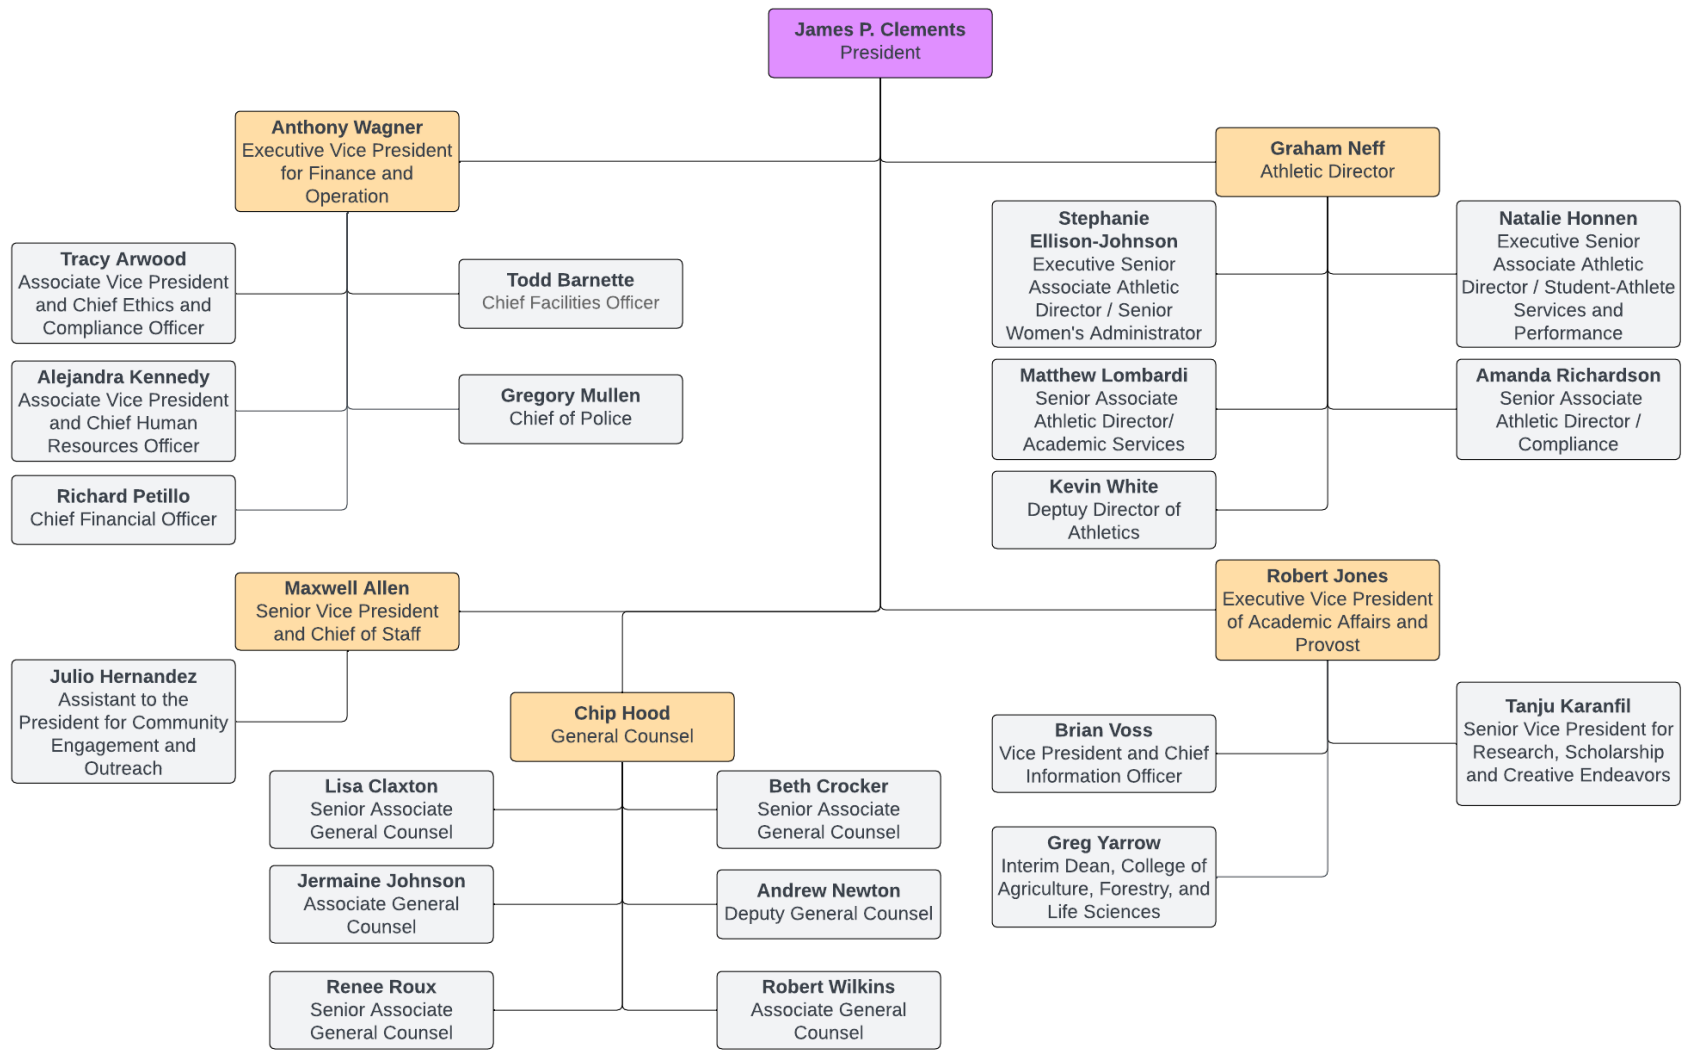 James P. Clements
President
Anthony Wagner
Executive Vice President
for Finance and
Operation
Graham Neff
Athletic Director
Tracy Arwood
Associate Vice President
and Chief Ethics and
Compliance Officer
Todd Barnette
Chief Facilities Officer
Alejandra Kennedy
Associate Vice President
and Chief Human
Resources Officer
Gregory Mullen
Chief of Police
Richard Petillo
Chief Financial Officer
Stephanie
Ellison-Johnson
Executive Senior
Associate Athletic
Director / Senior
Women's Administrator
Natalie Honnen
Executive Senior
Associate Athletic
Director / Student-Athlete
Services and
Performance
Matthew Lombardi
Senior Associate
Athletic Director/
Academic Services
Amanda Richardson
Senior Associate
Athletic Director /
Compliance
Kevin White
Deptuy Director of
Athletics
Maxwell Allen
Senior Vice President
and Chief of Staff
Julio Hernandez
Assistant to the
President for Community
Engagement and
Outreach
Chip Hood
General Counsel
Lisa Claxton
Senior Associate
General Counsel
Beth Crocker
Senior Associate
General Counsel
Jermaine Johnson
Associate General
Counsel
Andrew Newton
Deputy General Counsel
Renee Roux
Senior Associate
General Counsel
Robert Wilkins
Associate General
Counsel
Robert Jones
Executive Vice President
of Academic Affairs and
Provost
Brian Voss
Vice President and Chief
Information Officer
Tanju Karanfil
Senior Vice President for
Research, Scholarship
and Creative Endeavors
Greg Yarrow
Interim Dean, College of
Agriculture, Forestry, and
Life Sciences